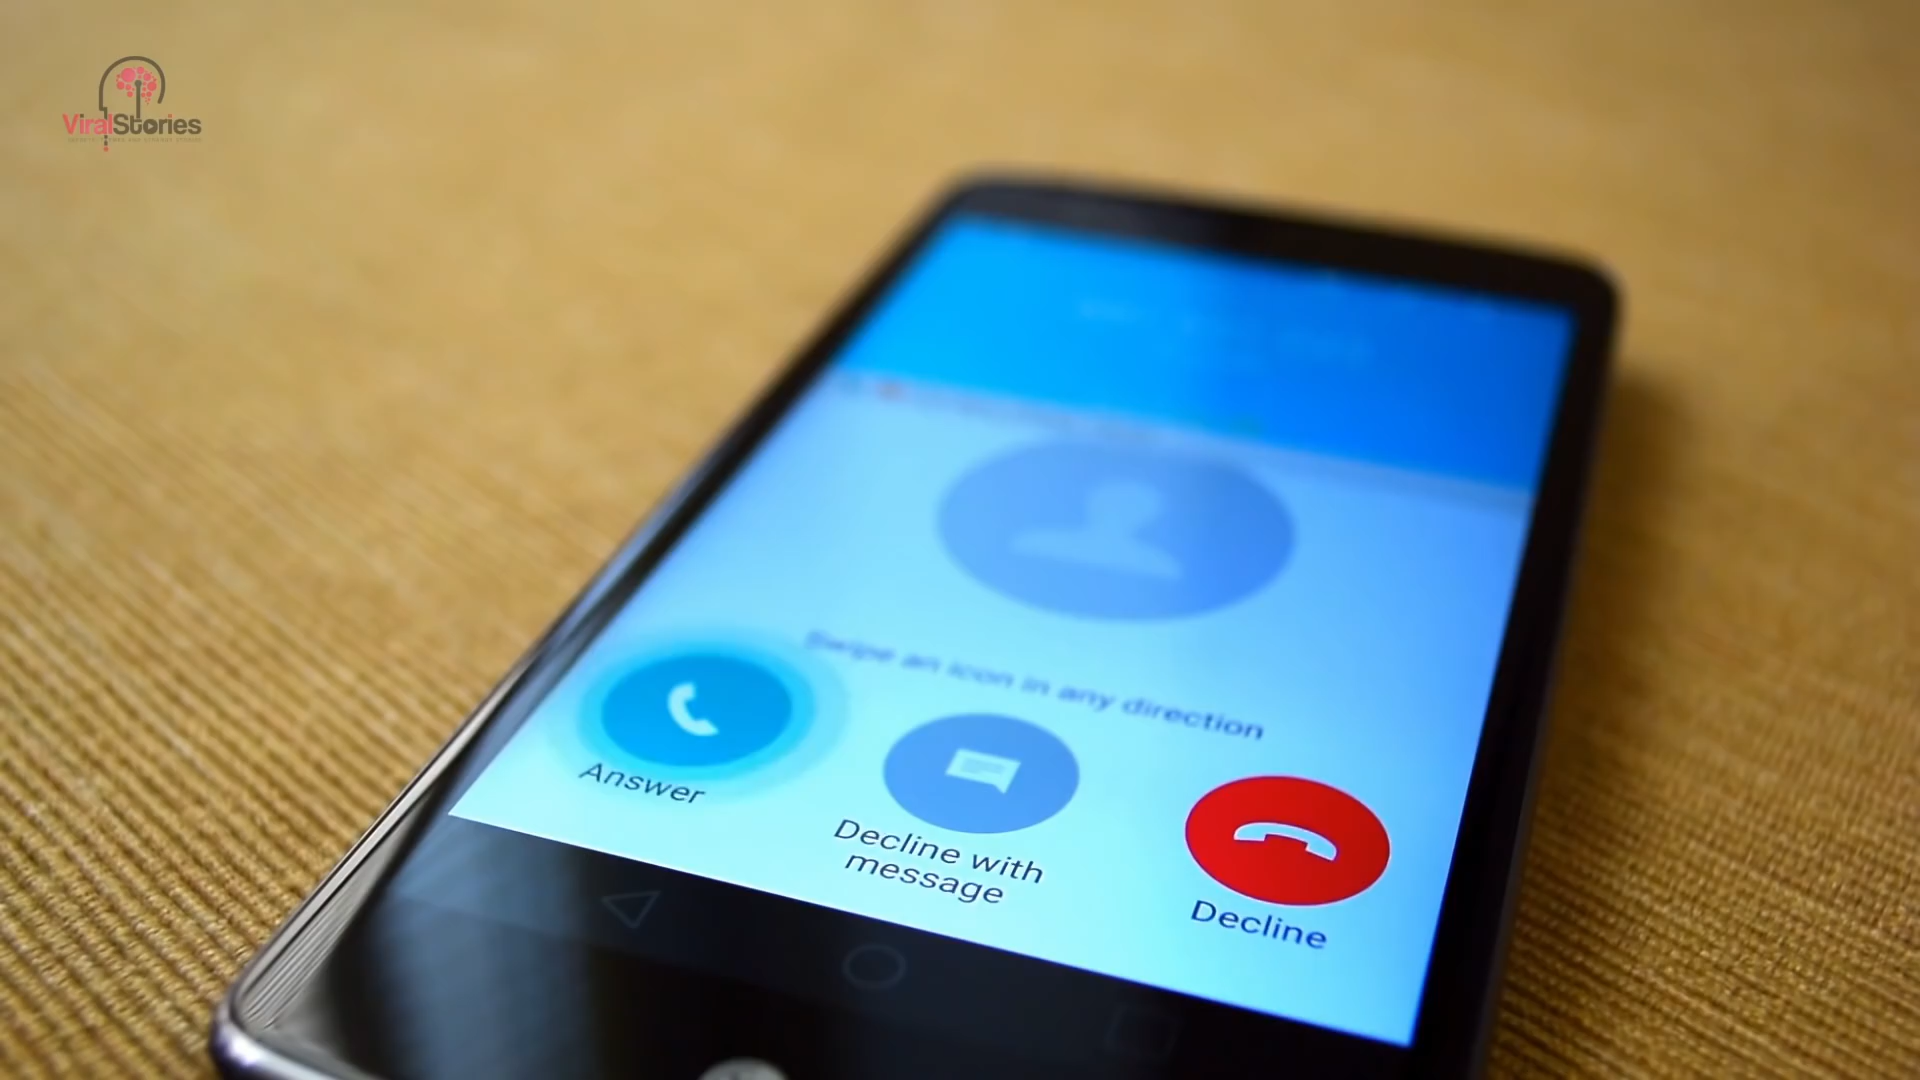 ViralStories
Swipe an icon in any direction
Answer
Decline with
message
Decline